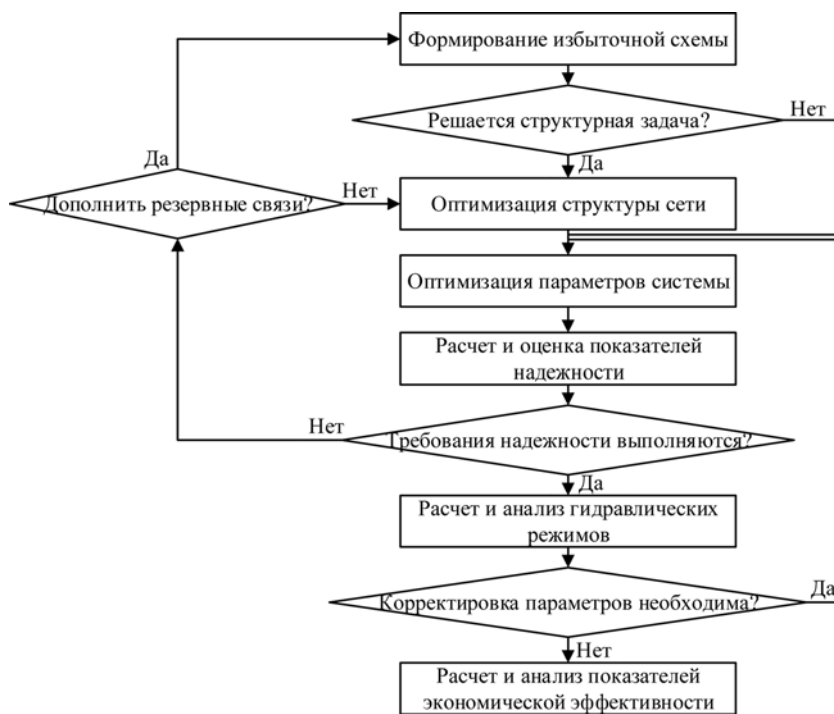 Формирование избыточной схемы
Решается структурная задача?
Нет
Да
Да
Дополнить резервные связи?
Нет
Оптимизация структуры сети
Оптимизация параметров системы
Расчет и оценка показателей
надежности
Нет
Требования надежности выполняются?
Да
Расчет и анализ гидравлических
режимов
Корректировка параметров необходима?
Да
Нет
Расчет и анализ показателей
экономической эффективности